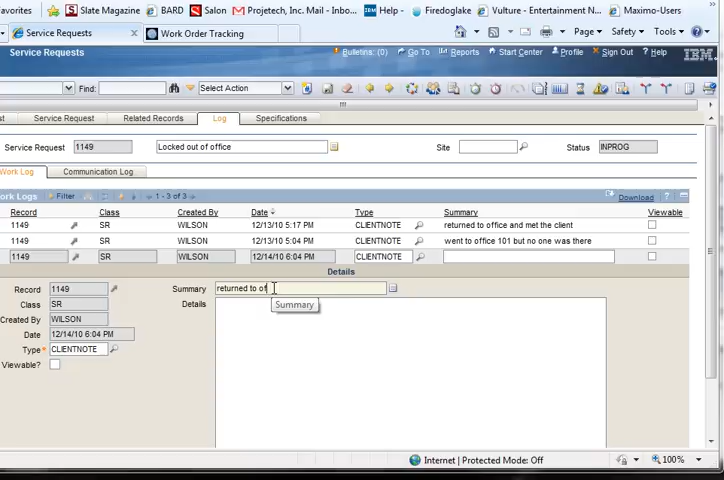 Favorites Slate Magazine BARD Salon Projetech, Inc. Mail - Inbo... Help - Firedoglake Vulture - Entertainment N... Maximo-Users
Service Requests Work Order Tracking Page Safety Tools
Service Requests Bulletins: (0) Go To Reports Start Center Profile Sign Out Help IBM
Find: Select Action
st Service Request Related Records Log Specifications
Service Request 1149 Locked out of office Site Status INPROG
Work Log Communication Log
ork Logs Filter 1 - 3 of 3 Download
Record Class Created By Date Type Summary Viewable
1149 SR WILSON 12/13/10 5:17 PM CLIENTNOTE returned to office and met the client
1149 SR WILSON 12/13/10 5:04 PM CLIENTNOTE went to office 101 but no one was there
1149 SR WILSON 12/14/10 6:04 PM CLIENTNOTE
Details
Record 1149 Summary returned to of
Class SR Summary
Details
Created By WILSON
Date 12/14/10 6:04 PM
Type CLIENTNOTE
Viewable?
Internet | Protected Mode: Off 100%